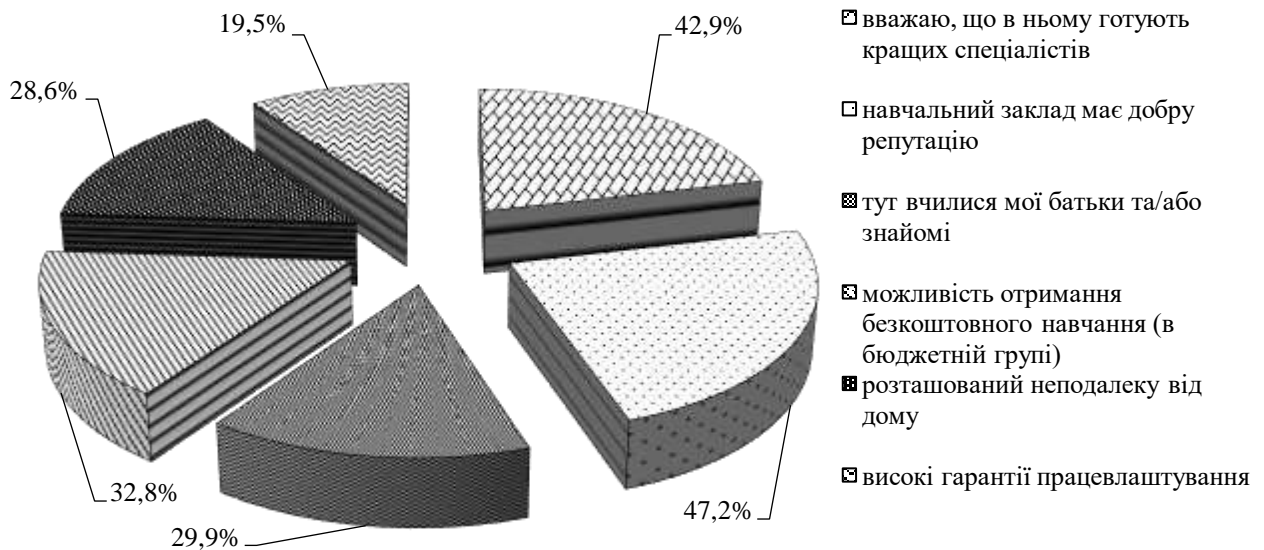 19,5%
42,9%
28,6%
32,8%
29,9%
47,2%
вважаю, що в ньому готують
кращих спеціалістів
навчальний заклад має добру
репутацію
тут вчилися мої батьки та/або
знайомі
можливість отримання
безкоштовного навчання (в
бюджетній групі)
розташований неподалеку від
дому
високі гарантії працевлаштування